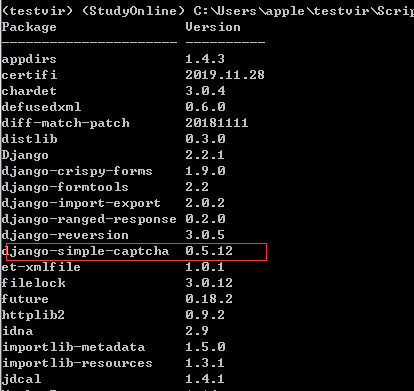 (testvir) (StudyOnline) C:\Users\apple\testvir\Scrip
Package Version
---------------------- ----------
appdirs 1.4.3
certifi 2019.11.28
chardet 3.0.4
defusedxml 0.6.0
diff-match-patch 20181111
distlib 0.3.0
Django 2.2.1
django-crispy-forms 1.9.0
django-formtools 2.2
django-import-export 2.0.2
django-ranged-response 0.2.0
django-reversion 3.0.5
django-simple-captcha 0.5.12
et-xmlfile 1.0.1
filelock 3.0.12
future 0.18.2
httplib2 0.9.2
idna 2.9
importlib-metadata 1.5.0
importlib-resources 1.3.1
jdcal 1.4.1